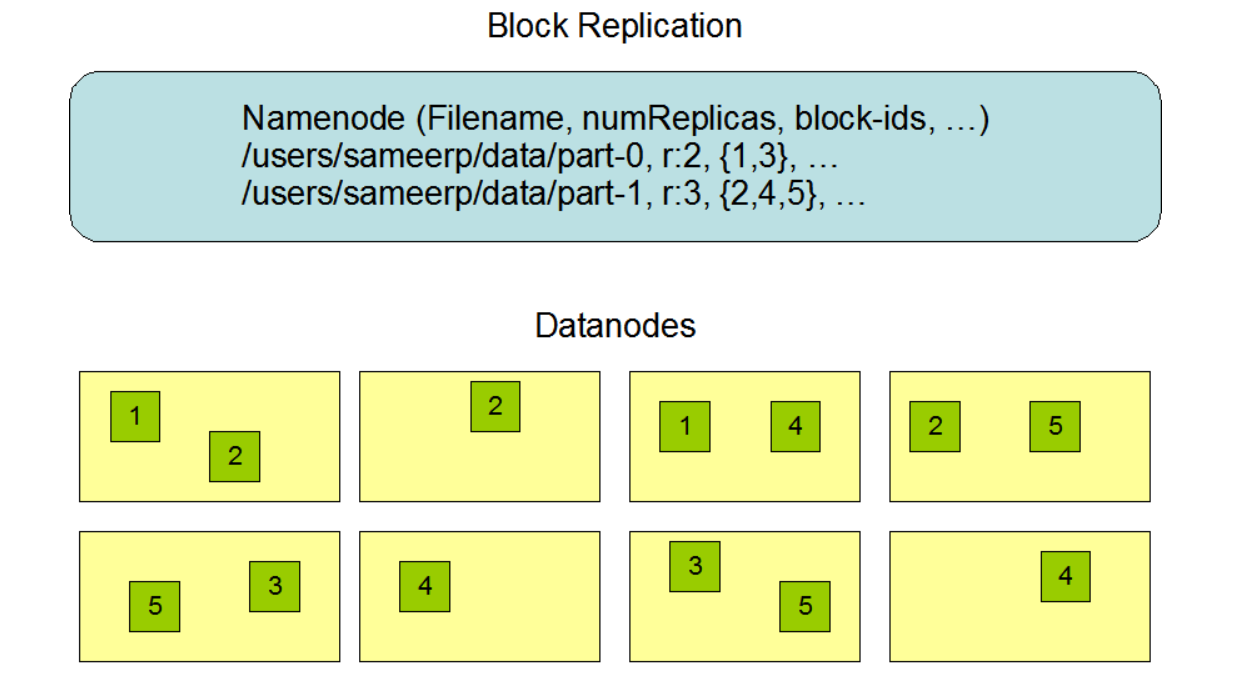 Block Replication
Namenode (Filename, numReplicas, block-ids, …)
/users/sameerp/data/part-0, r:2, {1,3}, …
/users/sameerp/data/part-1, r:3, {2,4,5}, …
Datanodes
1
2
2
1
4
2
5
5
3
4
3
5
4